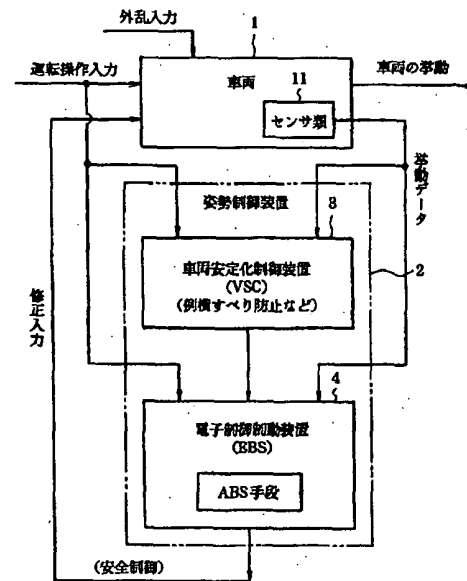 外乱入力
1
運転操作入力
車両
11
車両の挙動
センサ類
挙動データ
姿勢制御装置
3
車両安定化制御装置
(VSC)
(例横すべり防止など)
2
修正入力
4
電子制御制動装置
(EBS)
ABS手段
(安全制御)